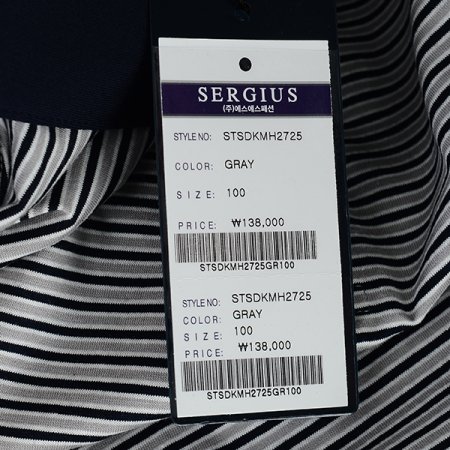 SERGIUS
(주)에스에스패션
STYLE NO: STSDKMH2725
COLOR: GRAY
SIZE: 100
PRICE: ₩138,000
STSDKMH2725GR100
STYLE NO: STSDKMH2725
COLOR: GRAY
SIZE: 100
PRICE: ₩138,000
STSDKMH2725GR100